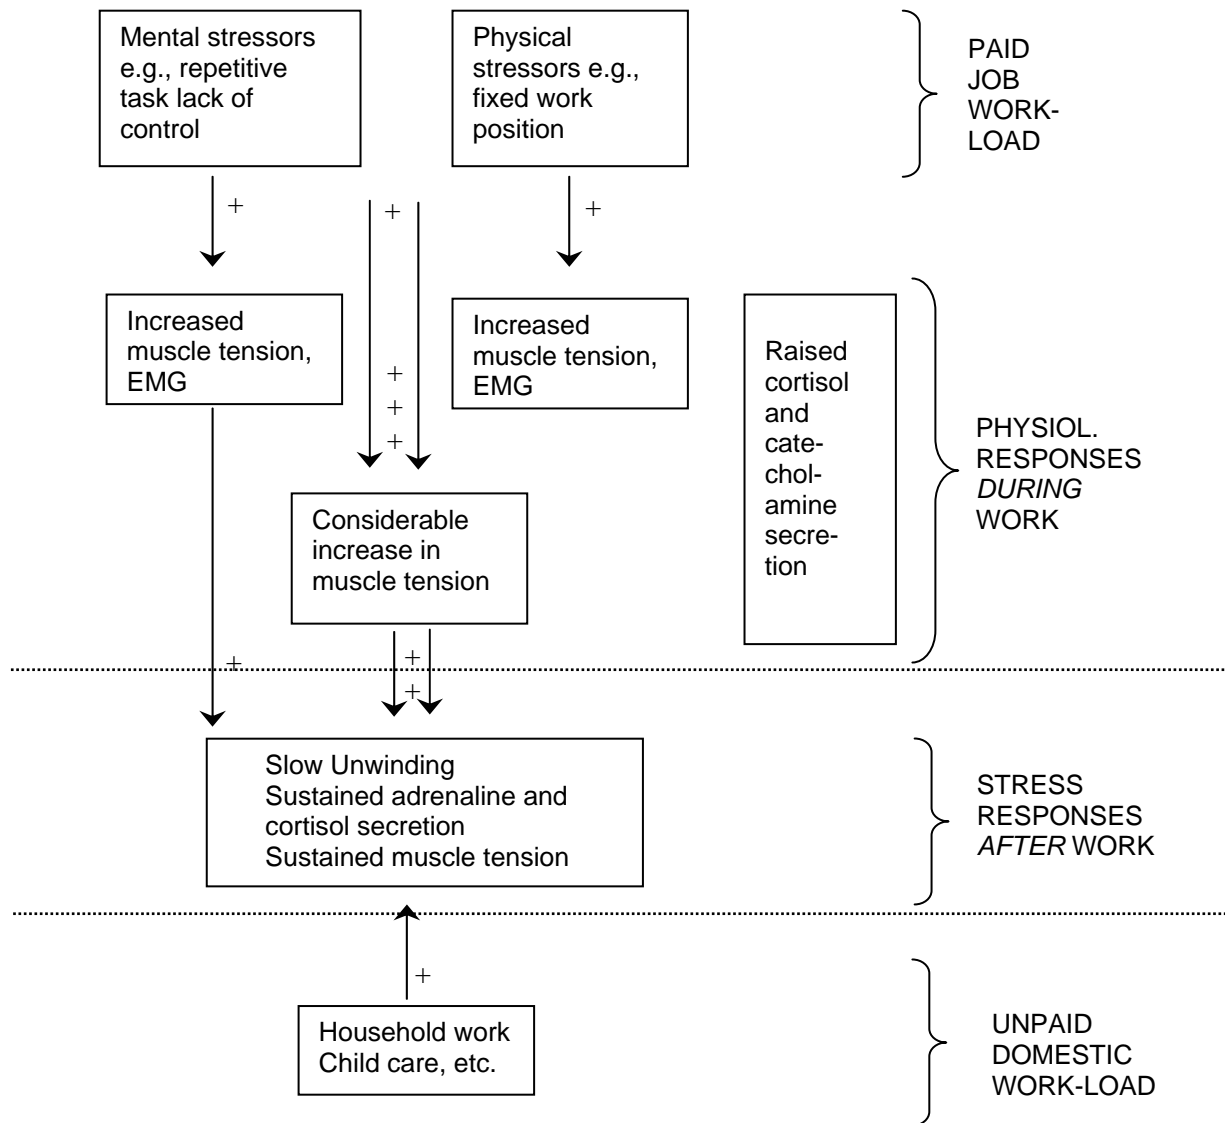 Mental stressors
e.g., repetitive
task lack of
control
Physical
stressors e.g.,
fixed work
position
PAID
JOB
WORK-
LOAD
+
+
+
Increased
muscle tension,
EMG
+
+
+
Increased
muscle tension,
EMG
Raised
cortisol
and
cate-
chol-
amine
secre-
tion
PHYSIOL.
RESPONSES
DURING
WORK
Considerable
increase in
muscle tension
+
+
+
Slow Unwinding
Sustained adrenaline and
cortisol secretion
Sustained muscle tension
STRESS
RESPONSES
AFTER WORK
+
Household work
Child care, etc.
UNPAID
DOMESTIC
WORK-LOAD